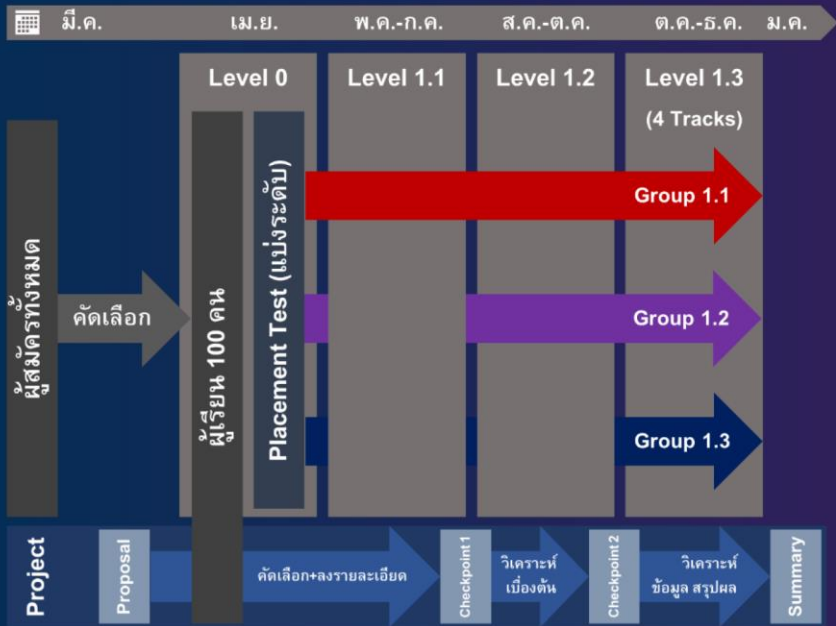 มี.ค.
เม.ย.
พ.ค.-ก.ค.
ส.ค.-ต.ค.
ต.ค.-ธ.ค.
ม.ค.
Level 0
Level 1.1
Level 1.2
Level 1.3
(4 Tracks)
ผู้สมัครทั้งหมด
คัดเลือก
ผู้เรียน 100 คน
Placement Test (แบ่งระดับ)
Group 1.1
Group 1.2
Group 1.3
Project
Proposal
คัดเลือก+ลงรายละเอียด
Checkpoint 1
วิเคราะห์
เบื่องต้น
Checkpoint 2
วิเคราะห์
ข้อมูล สรุปผล
Summary